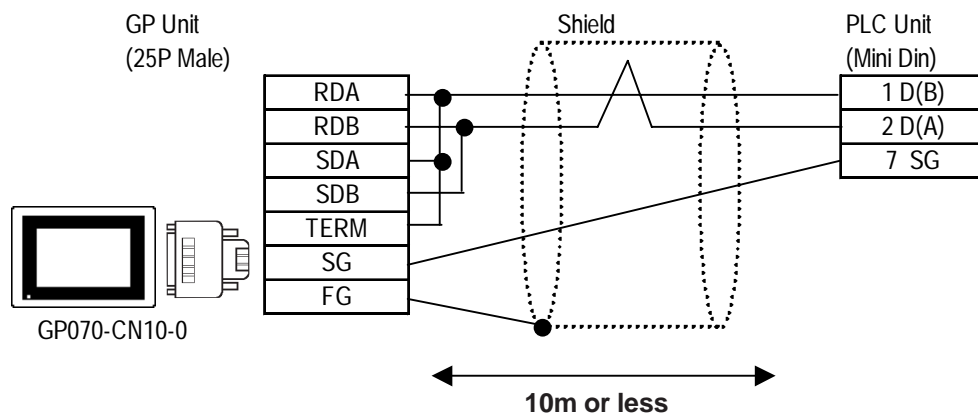 GP Unit
(25P Male)
Shield
PLC Unit
(Mini Din)
RDA
RDB
SDA
SDB
TERM
SG
FG
1 D(B)
2 D(A)
7 SG
GP070-CN10-0
10m or less